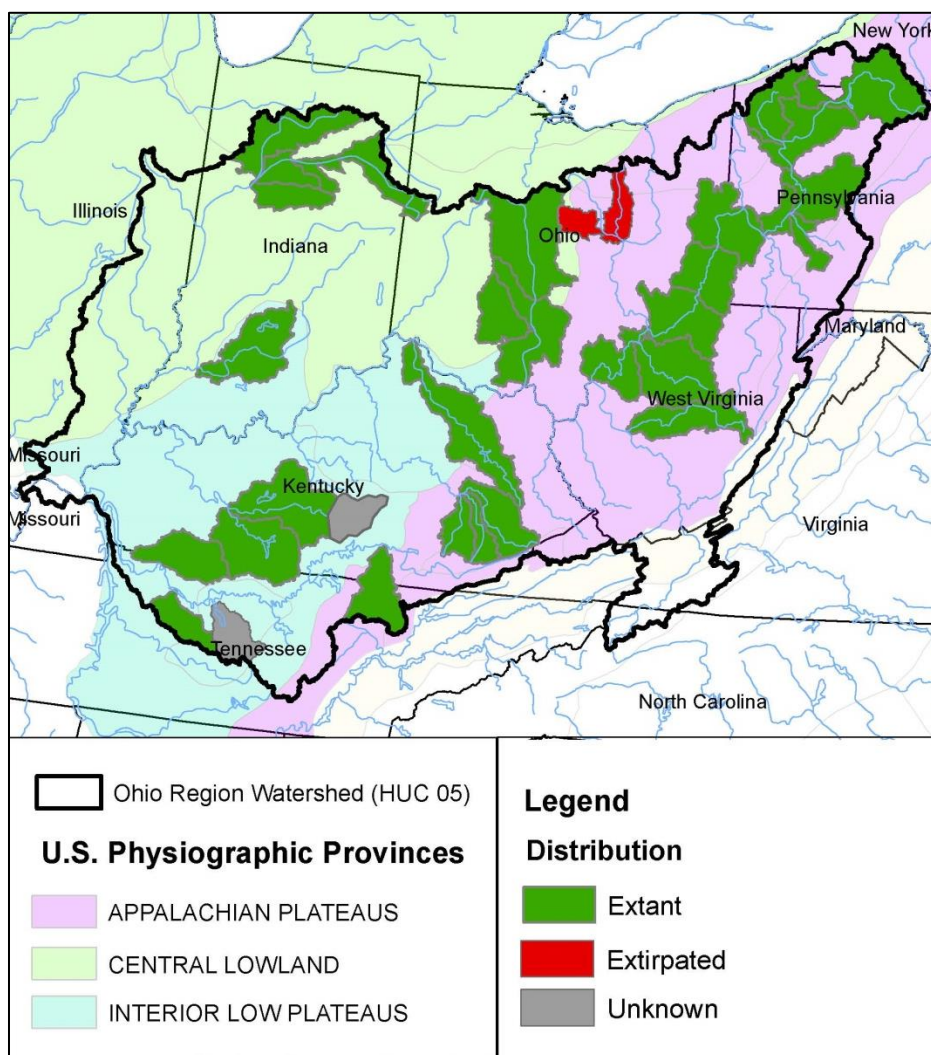 New York
Illinois
Pennsylvania
Indiana
Ohio
Maryland
West Virginia
Missouri
Kentucky
Missouri
Virginia
Tennessee
North Carolina
Ohio Region Watershed (HUC 05)
U.S. Physiographic Provinces
APPALACHIAN PLATEAUS
CENTRAL LOWLAND
INTERIOR LOW PLATEAUS
Legend
Distribution
Extant
Extirpated
Unknown